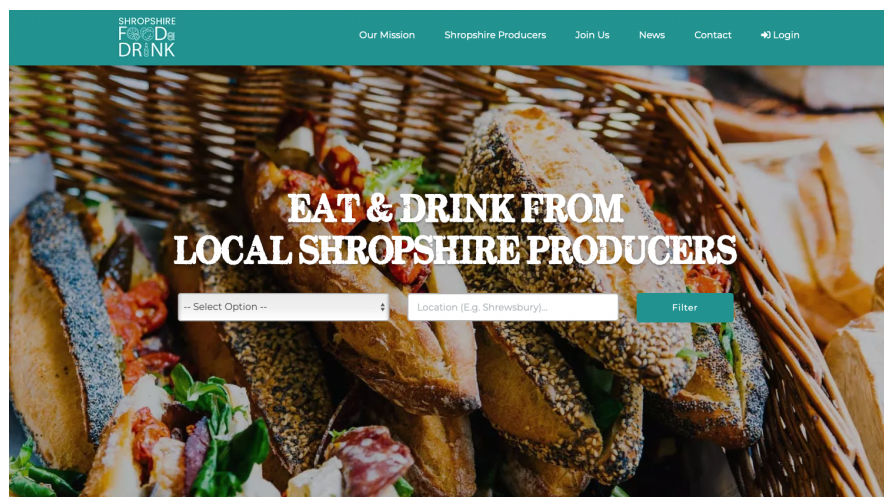 SHROPSHIRE
FOOD &
DRINK
Our Mission
Shropshire Producers
Join Us
News
Contact
Login
EAT & DRINK FROM
LOCAL SHROPSHIRE PRODUCERS
-- Select Option --
Location (E.g. Shrewsbury)...
Filter